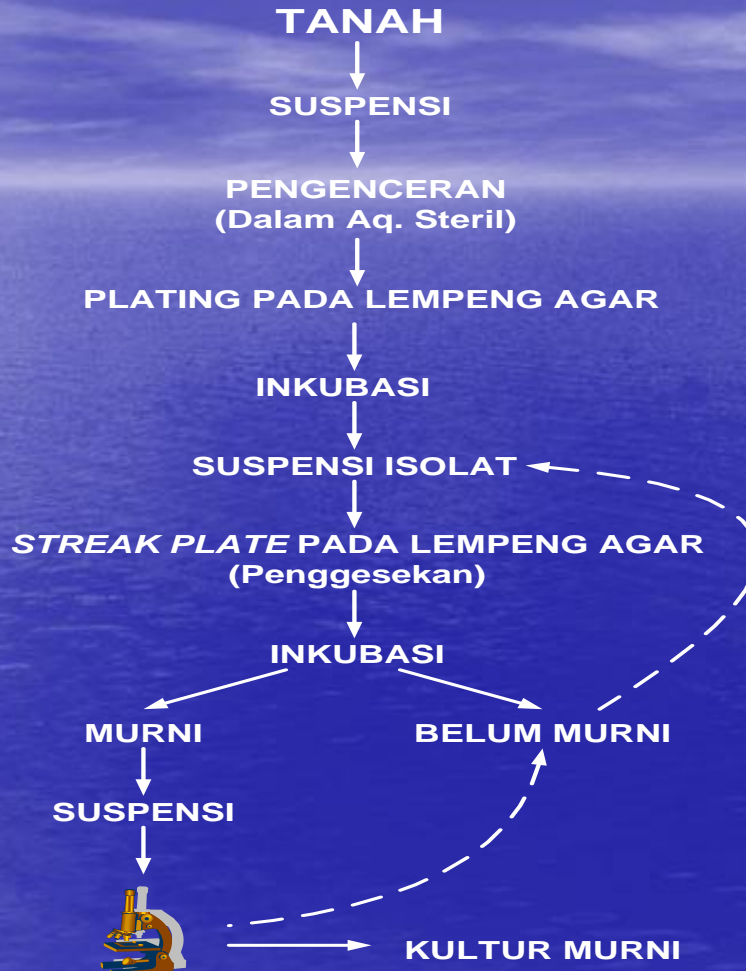 TANAH
SUSPENSI
PENGENCERAN
(Dalam Aq. Steril)
PLATING PADA LEMPENG AGAR
INKUBASI
SUSPENSI ISOLAT
STREAK PLATE PADA LEMPENG AGAR
(Penggesekan)
INKUBASI
MURNI
BELUM MURNI
SUSPENSI
KULTUR MURNI